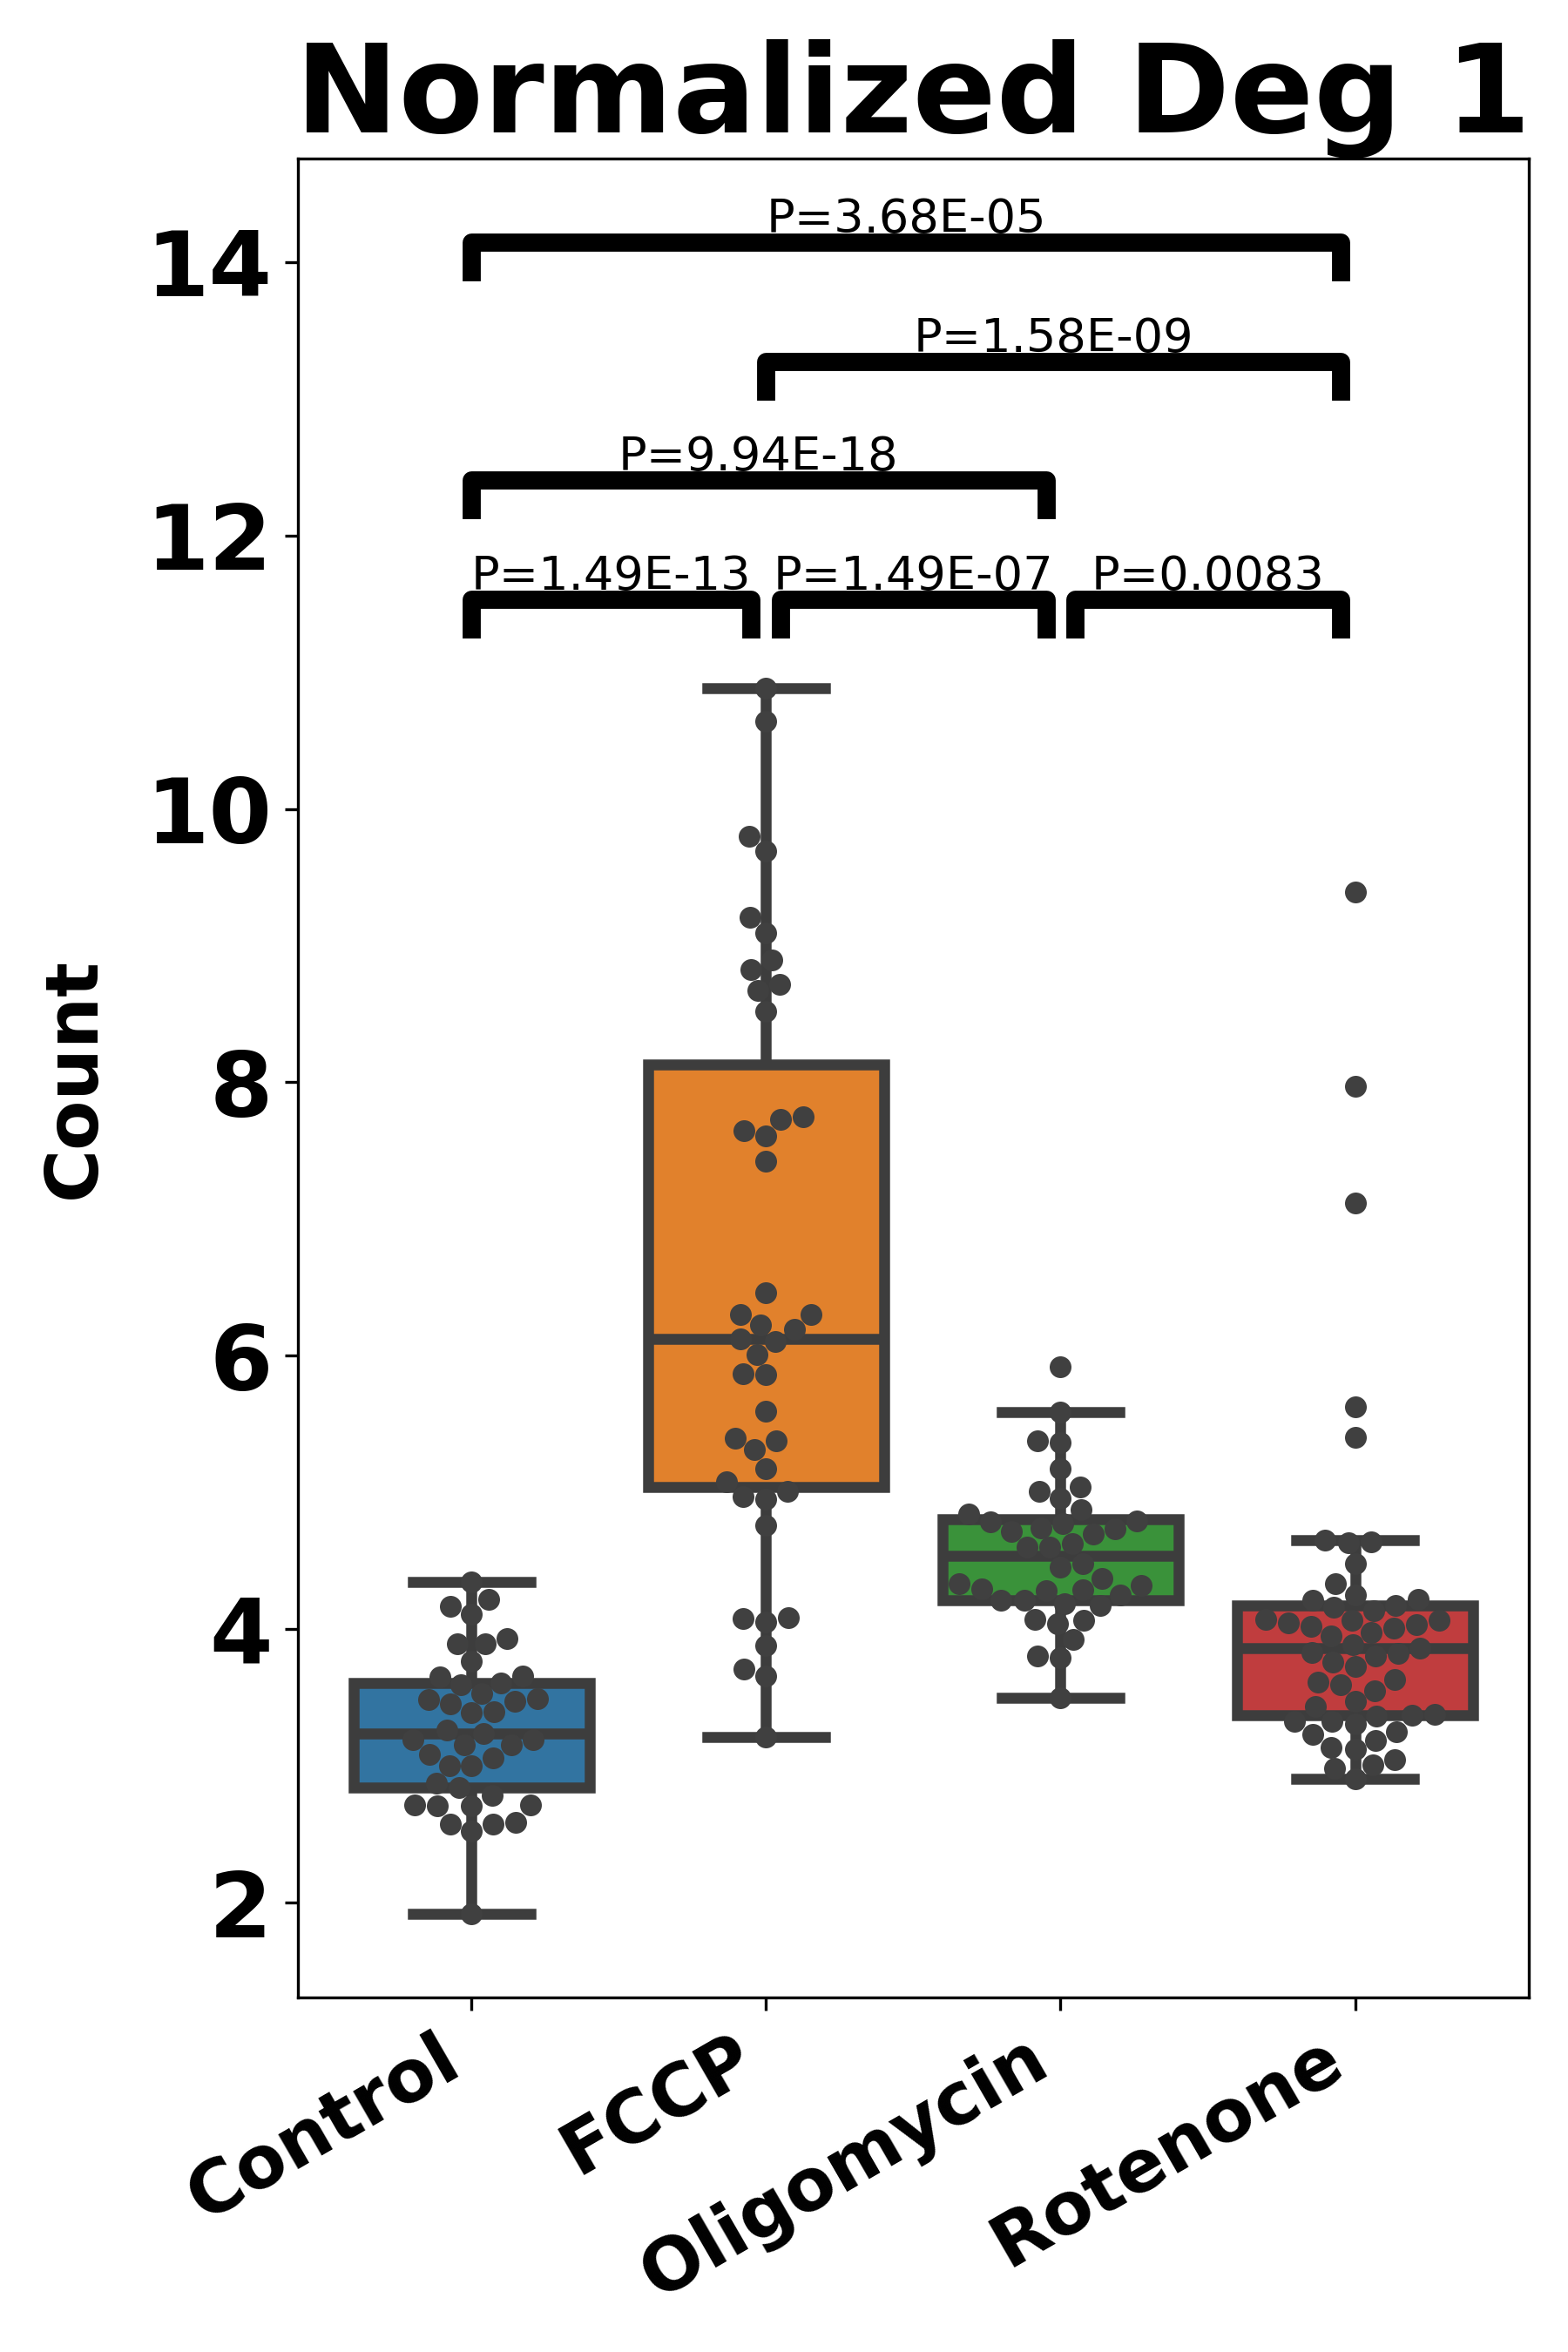 Normalized Deg 1
P=3.68E-05
P=1.58E-09
P=9.94E-18
P=1.49E-13 P=1.49E-07 P=0.0083
14
12
10
8
6
4
2
Count
Control
FCCP
Oligomycin
Rotenone